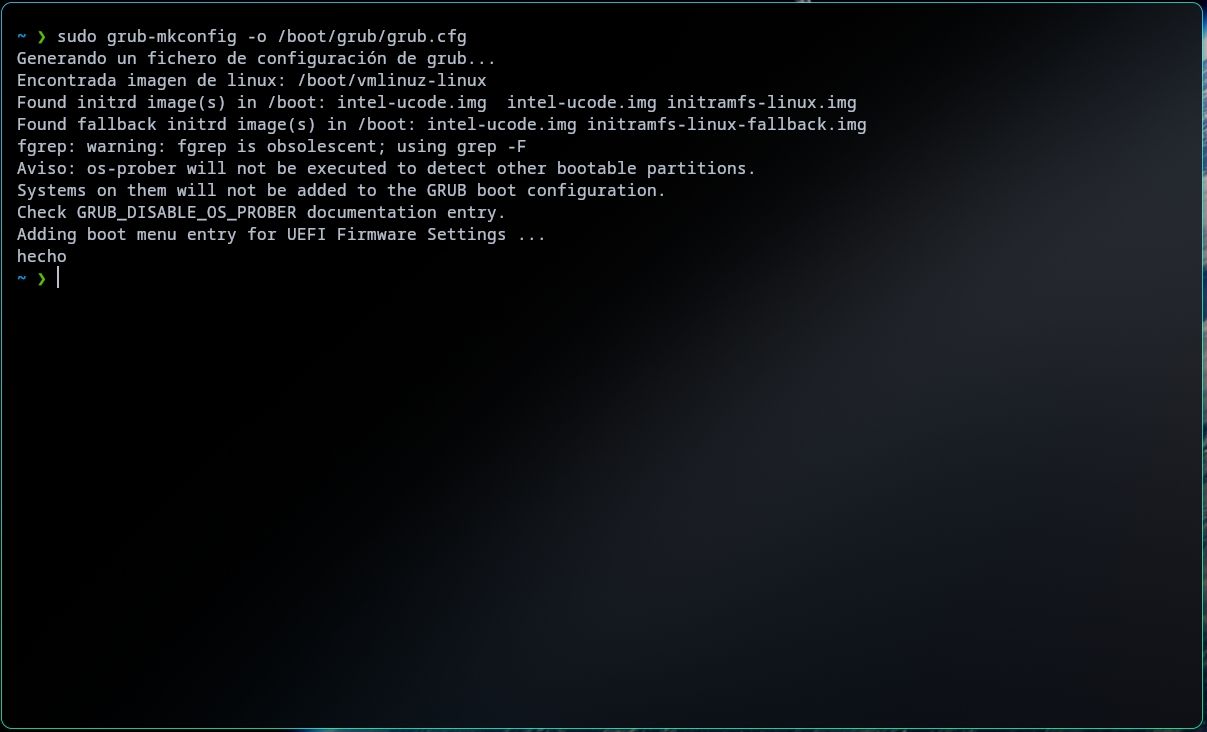 ~ ❯ sudo grub-mkconfig -o /boot/grub/grub.cfg
Generando un fichero de configuración de grub...
Encontrada imagen de linux: /boot/vmlinuz-linux
Found initrd image(s) in /boot: intel-ucode.img  intel-ucode.img initramfs-linux.img
Found fallback initrd image(s) in /boot: intel-ucode.img initramfs-linux-fallback.img
fgrep: warning: fgrep is obsolescent; using grep -F
Aviso: os-prober will not be executed to detect other bootable partitions.
Systems on them will not be added to the GRUB boot configuration.
Check GRUB_DISABLE_OS_PROBER documentation entry.
Adding boot menu entry for UEFI Firmware Settings ...
hecho
~ ❯